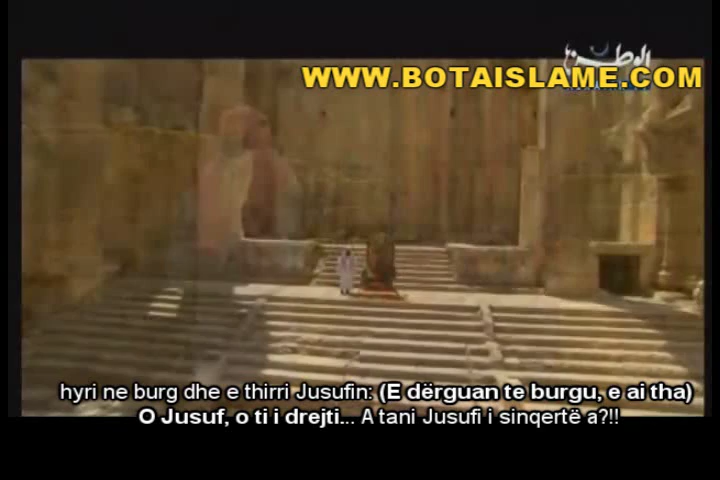 الوطن
WWW.BOTAISLAME.COM
hyri ne burg dhe e thirri Jusufin: (E dërguan te burgu, e ai tha)
O Jusuf, o ti i drejti... A tani Jusufi i sinqertë a?!!